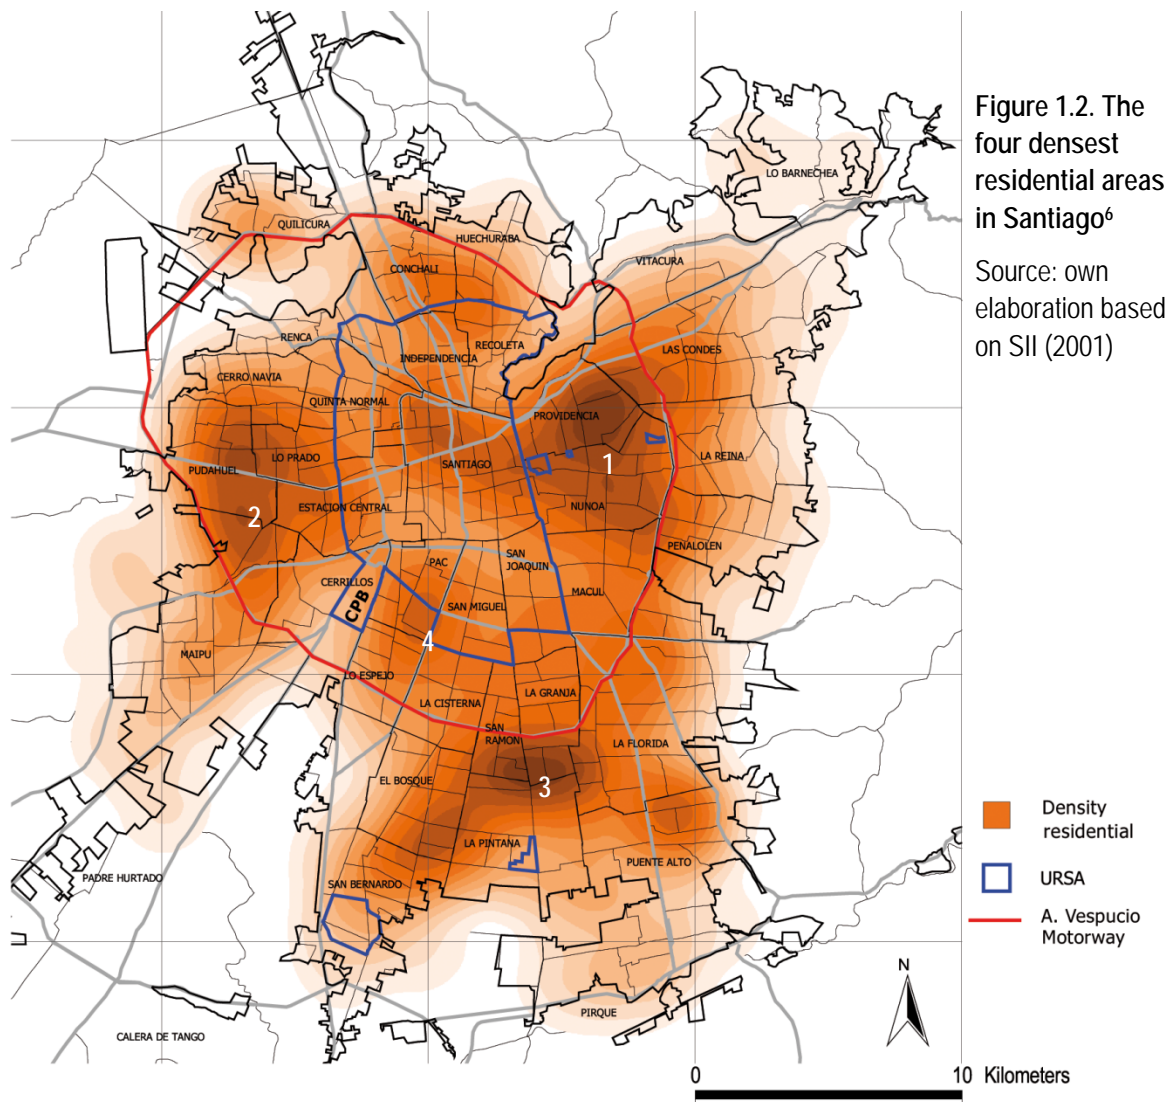 Figure 1.2. The
four densest
residential areas
in Santiago6
Source: own
elaboration based
on SII (2001)
LO BARNECHEA
QUILICURA
HUECHURABA
VITACURA
CONCHALI
RENCA
RECOLETA
INDEPENDENCIA
LAS CONDES
CERRO NAVIA
QUINTA NORMAL
PROVIDENCIA
LO PRADO
PUDAHUEL
SANTIAGO
1
LA REINA
ESTACION CENTRAL
NUNOA
2
PENALOLEN
SAN
JOAQUIN
PAC
CERRILLOS
CPB
MACUL
SAN MIGUEL
4
MAIPU
LO ESPEJO
LA GRANJA
LA CISTERNA
SAN
RAMON
LA FLORIDA
EL BOSQUE
3
LA PINTANA
PUENTE ALTO
PADRE HURTADO
SAN BERNARDO
PIRQUE
CALERA DE TANGO
Density
residential
URSA
A. Vespucio
Motorway
N
0 10 Kilometers